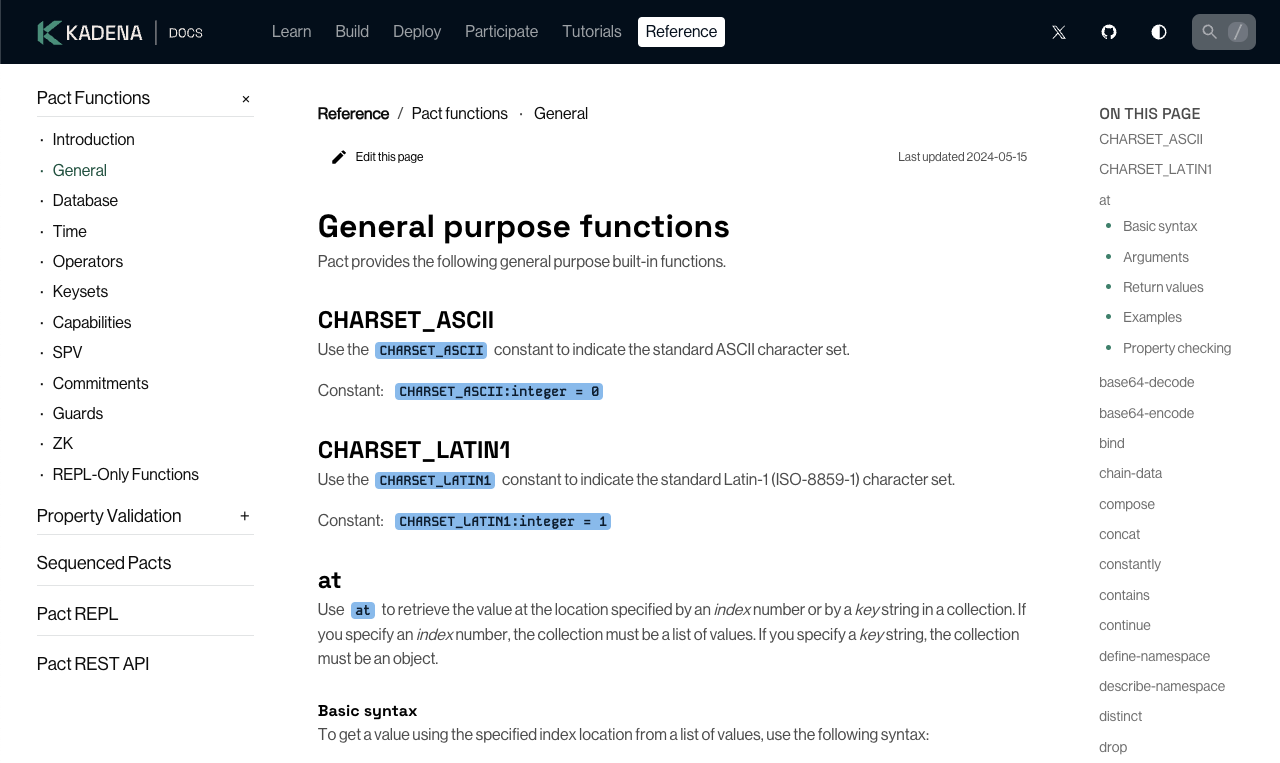 KADENA DOCS Learn Build Deploy Participate Tutorials Reference /
Pact Functions ×
· Introduction
· General
· Database
· Time
· Operators
· Keysets
· Capabilities
· SPV
· Commitments
· Guards
· ZK
· REPL-Only Functions
Property Validation +
Sequenced Pacts
Pact REPL
Pact REST API
Reference / Pact functions · General
Edit this page Last updated 2024-05-15
General purpose functions
Pact provides the following general purpose built-in functions.
CHARSET_ASCII
Use the CHARSET_ASCII constant to indicate the standard ASCII character set.
Constant: CHARSET_ASCII:integer = 0
CHARSET_LATIN1
Use the CHARSET_LATIN1 constant to indicate the standard Latin-1 (ISO-8859-1) character set.
Constant: CHARSET_LATIN1:integer = 1
at
Use at to retrieve the value at the location specified by an index number or by a key string in a collection. If
you specify an index number, the collection must be a list of values. If you specify a key string, the collection
must be an object.
Basic syntax
To get a value using the specified index location from a list of values, use the following syntax:
ON THIS PAGE
CHARSET_ASCII
CHARSET_LATIN1
at
• Basic syntax
• Arguments
• Return values
• Examples
• Property checking
base64-decode
base64-encode
bind
chain-data
compose
concat
constantly
contains
continue
define-namespace
describe-namespace
distinct
drop